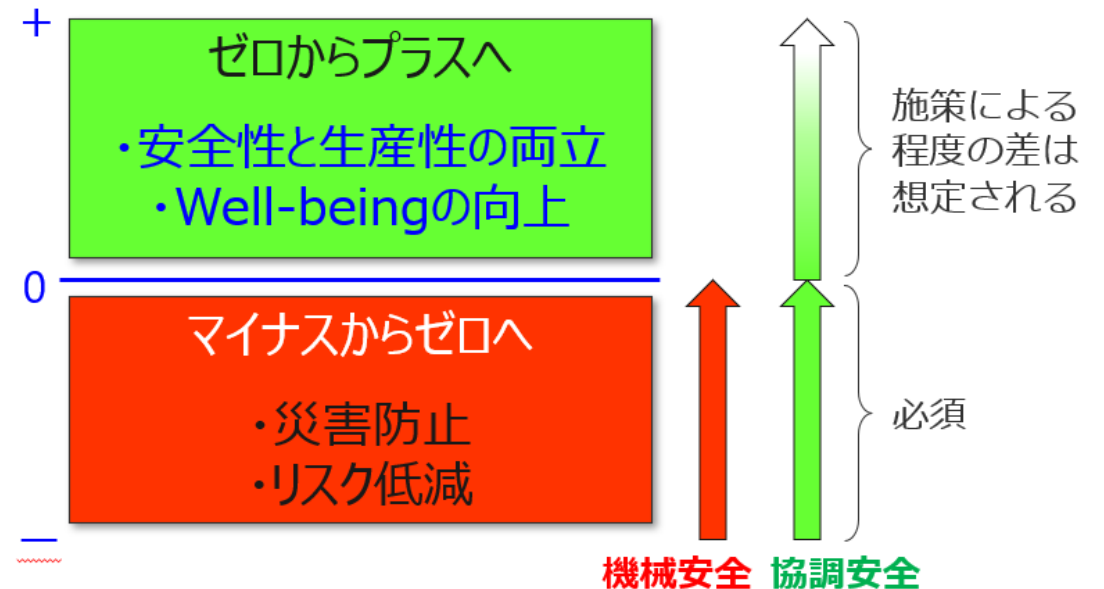 +
ゼロからプラスへ
・安全性と生産性の両立
・Well-beingの向上
施策による
程度の差は
想定される
0
マイナスからゼロへ
・災害防止
・リスク低減
必須
―
機械安全 協調安全